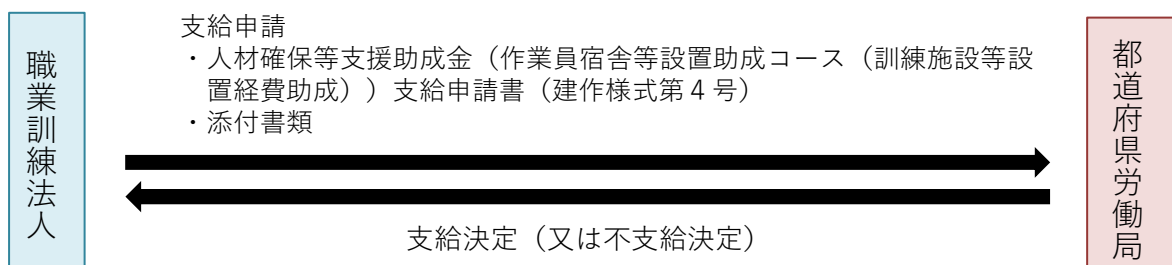 職業訓練法人
支給申請
・人材確保等支援助成金（作業員宿舎等設置助成コース（訓練施設等設
置経費助成））支給申請書（建作様式第４号）
・添付書類
支給決定（又は不支給決定）
都道府県労働局